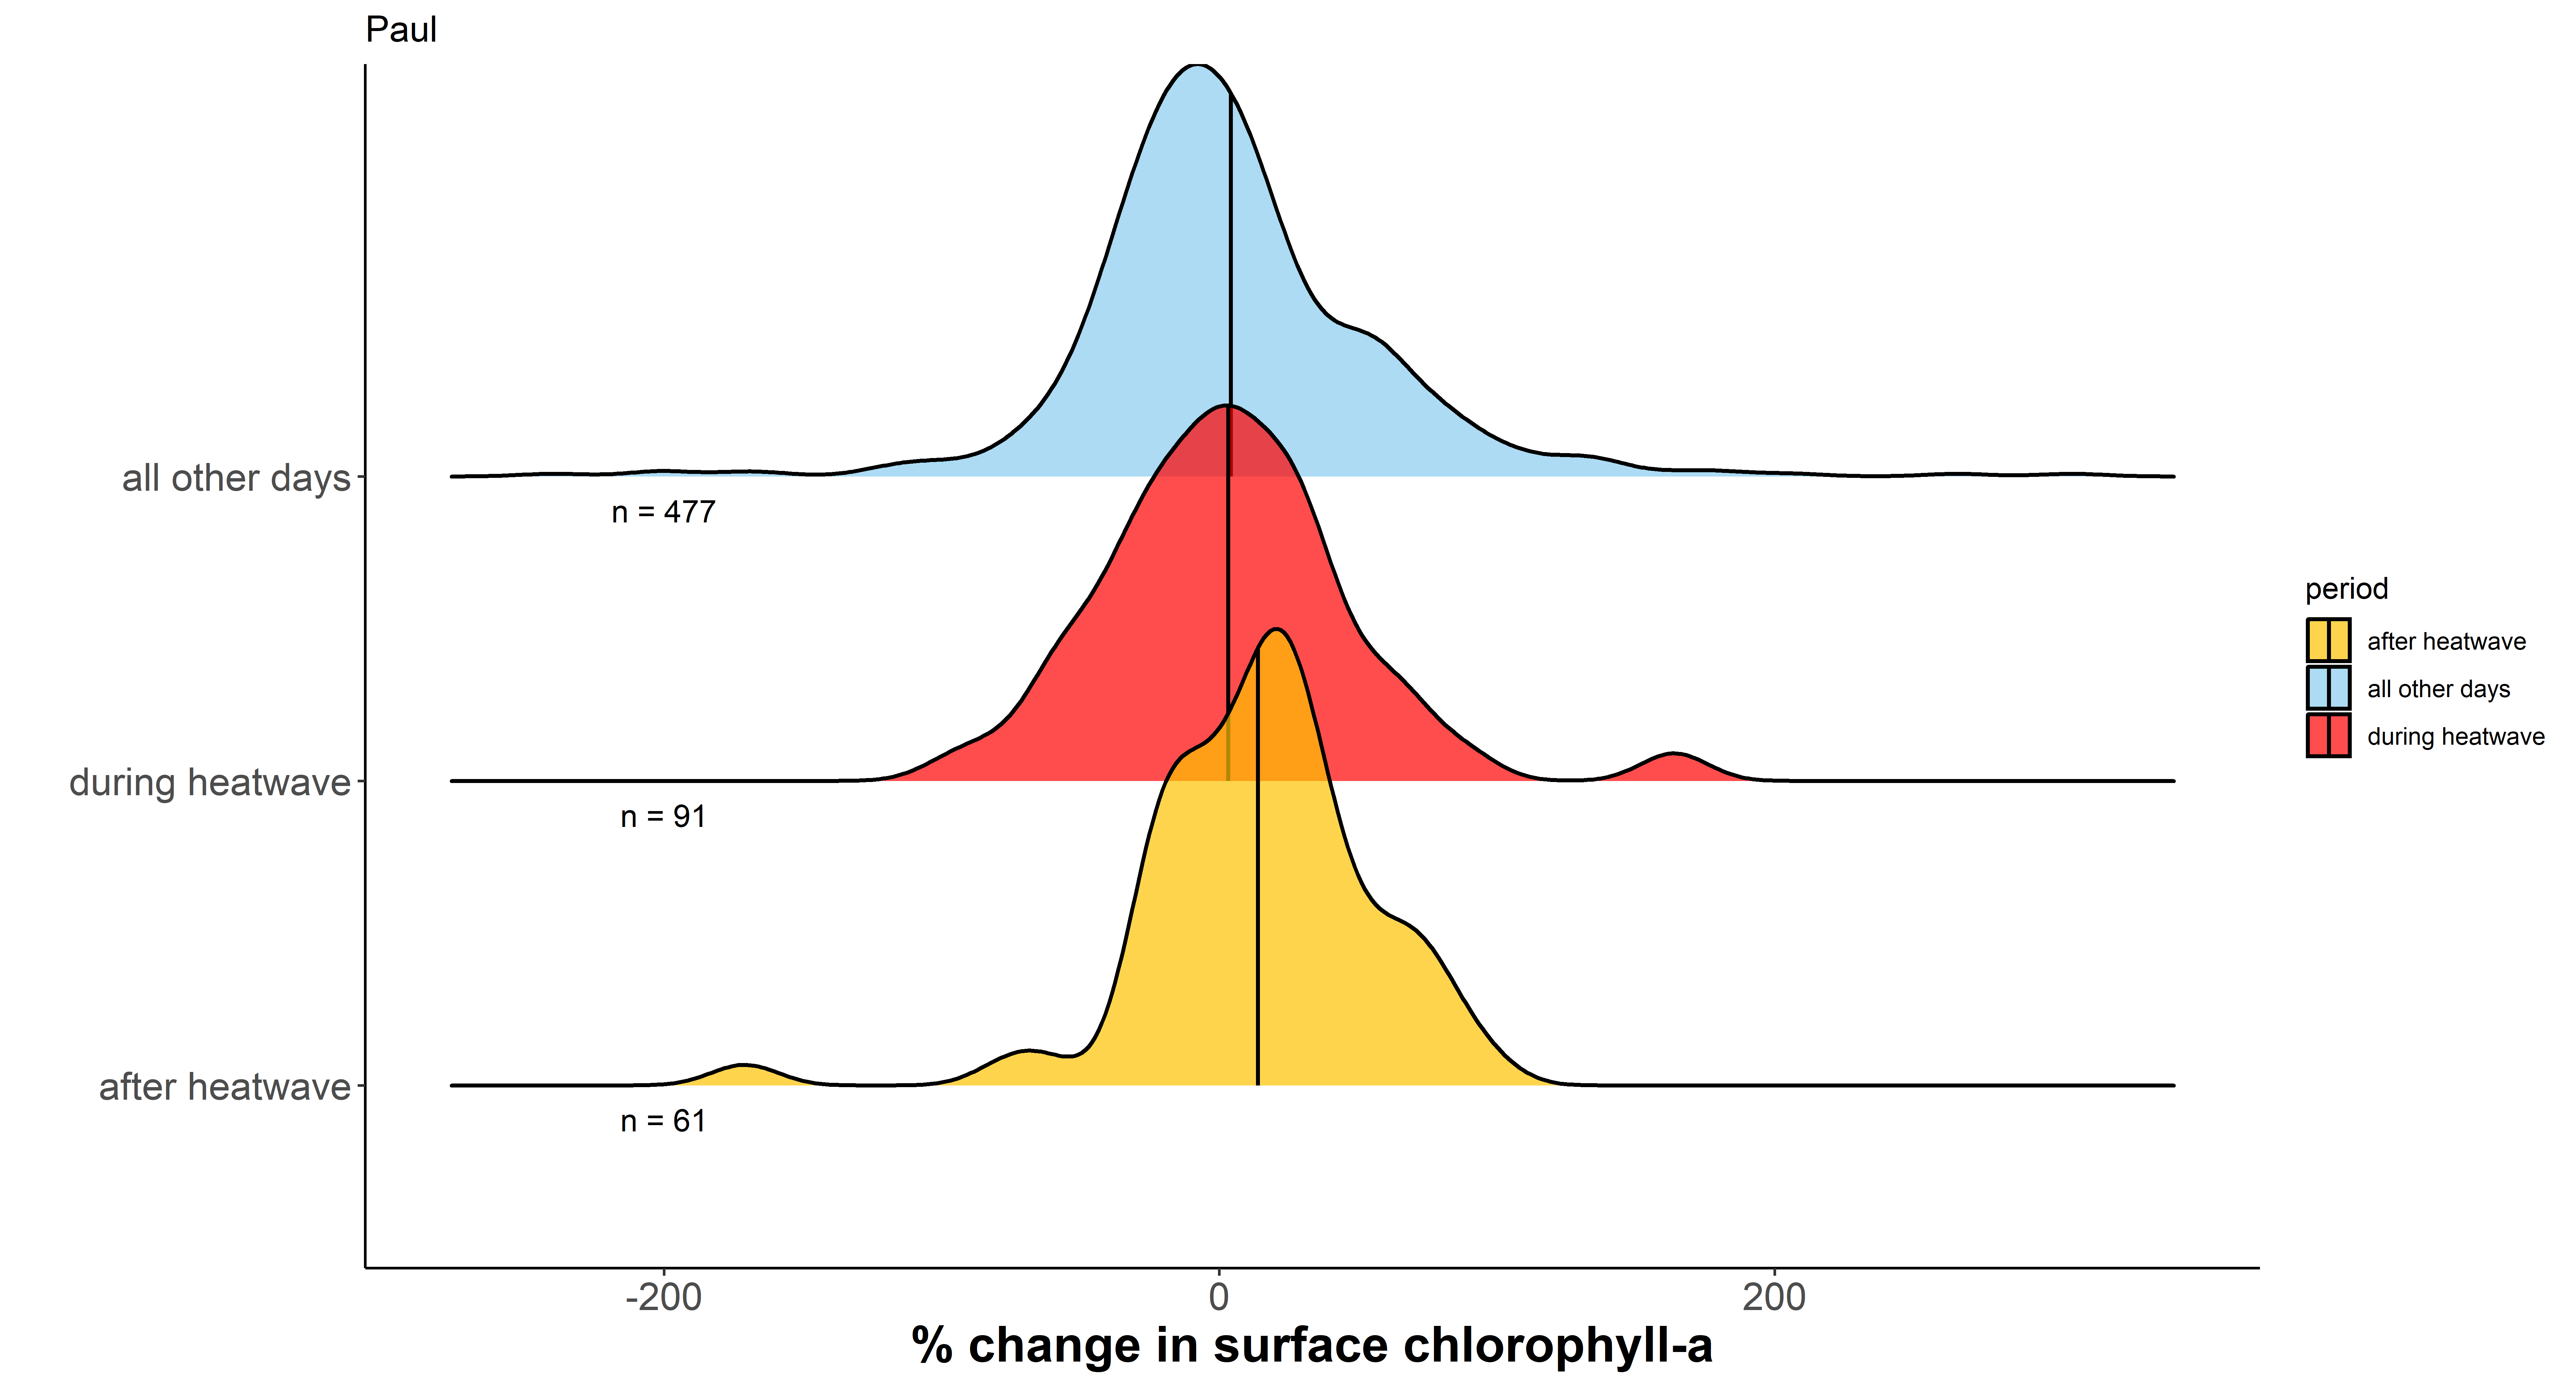 Paul
all other days
n = 477
during heatwave
n = 91
after heatwave
n = 61
-200
0
200
% change in surface chlorophyll-a
period
after heatwave
all other days
during heatwave